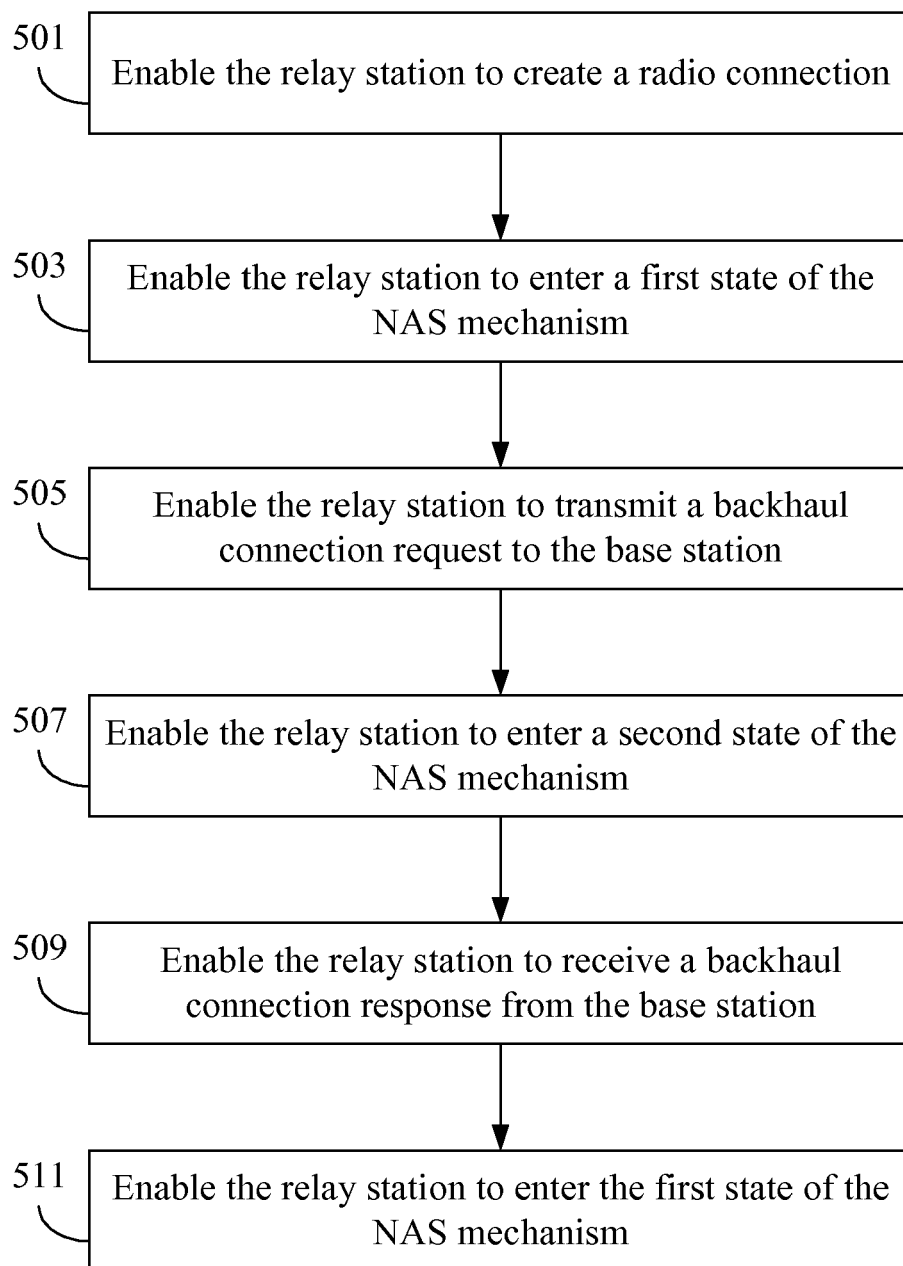 501
Enable the relay station to create a radio connection
503
Enable the relay station to enter a first state of the
NAS mechanism
505
Enable the relay station to transmit a backhaul
connection request to the base station
507
Enable the relay station to enter a second state of the
NAS mechanism
509
Enable the relay station to receive a backhaul
connection response from the base station
511
Enable the relay station to enter the first state of the
NAS mechanism